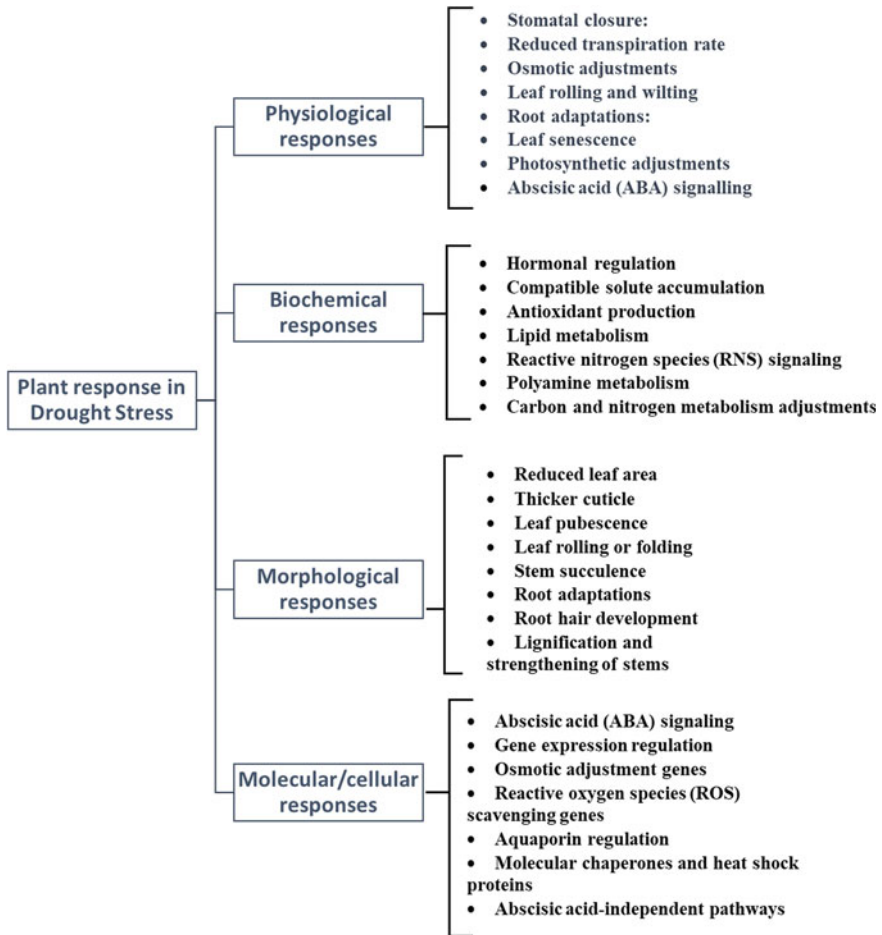 Plant response in
Drought Stress
Physiological
responses
• Stomatal closure:
• Reduced transpiration rate
• Osmotic adjustments
• Leaf rolling and wilting
• Root adaptations:
• Leaf senescence
• Photosynthetic adjustments
• Abscisic acid (ABA) signalling
Biochemical
responses
• Hormonal regulation
• Compatible solute accumulation
• Antioxidant production
• Lipid metabolism
• Reactive nitrogen species (RNS) signaling
• Polyamine metabolism
• Carbon and nitrogen metabolism adjustments
Morphological
responses
• Reduced leaf area
• Thicker cuticle
• Leaf pubescence
• Leaf rolling or folding
• Stem succulence
• Root adaptations
• Root hair development
• Lignification and
strengthening of stems
Molecular/cellular
responses
• Abscisic acid (ABA) signaling
• Gene expression regulation
• Osmotic adjustment genes
• Reactive oxygen species (ROS)
scavenging genes
• Aquaporin regulation
• Molecular chaperones and heat shock
proteins
• Abscisic acid-independent pathways